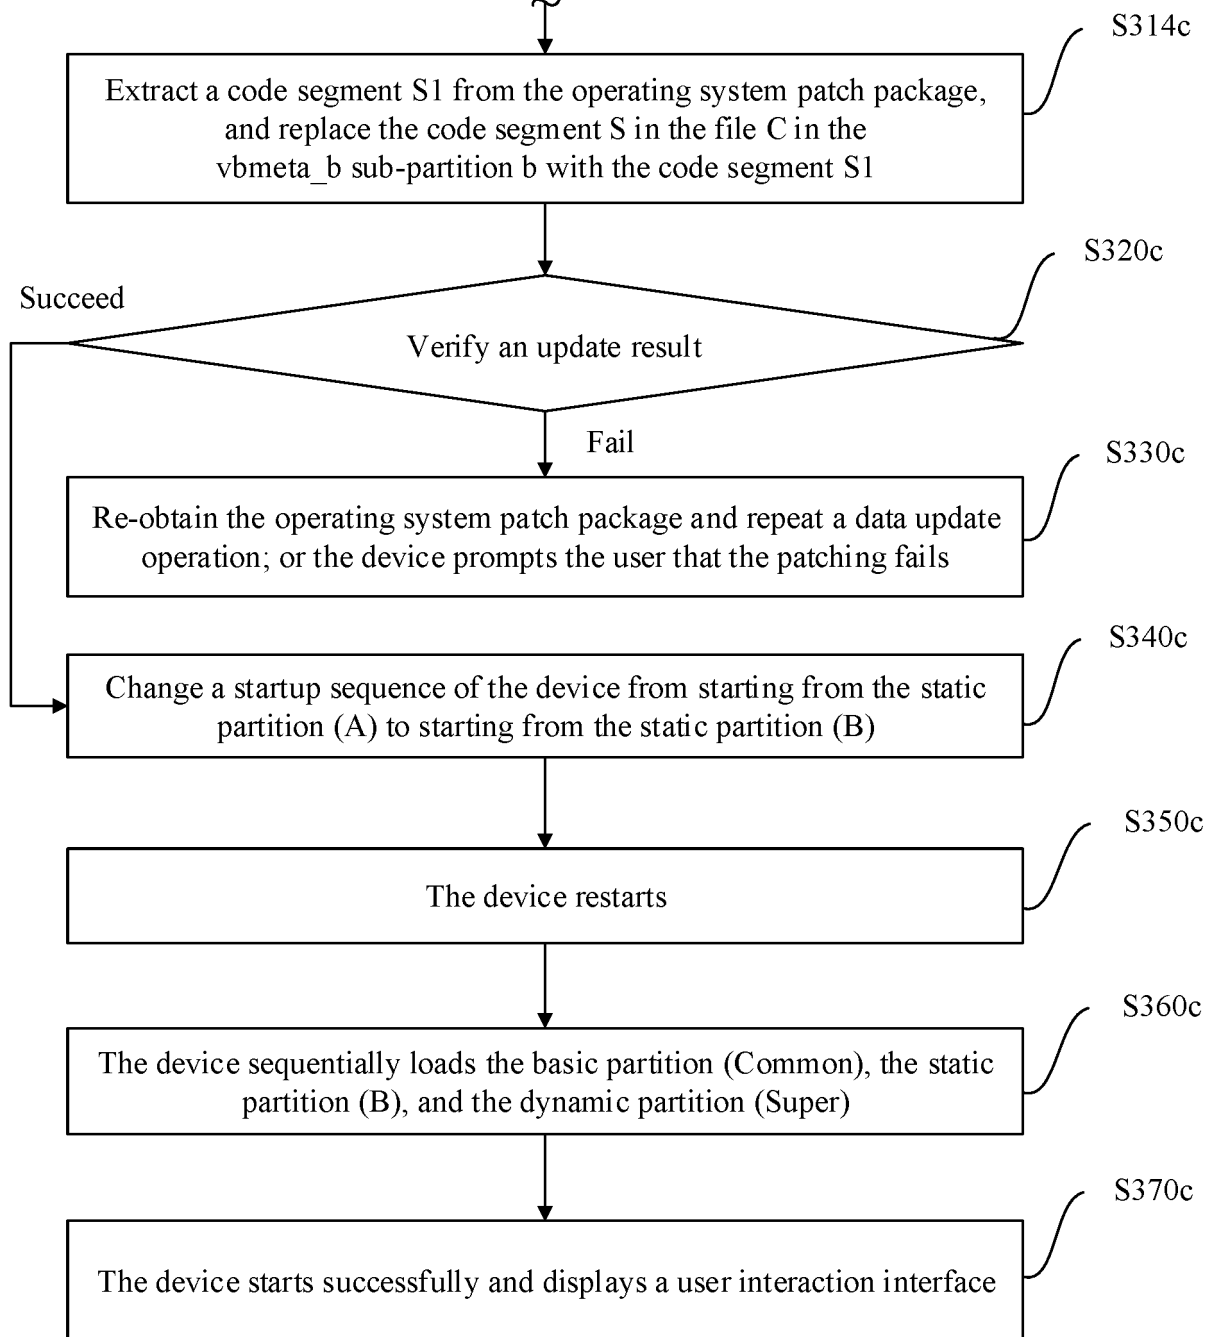 S314c
Extract a code segment S1 from the operating system patch package,
and replace the code segment S in the file C in the
vbmeta_b sub-partition b with the code segment S1
S320c
Succeed
Verify an update result
Fail
S330c
Re-obtain the operating system patch package and repeat a data update
operation; or the device prompts the user that the patching fails
S340c
Change a startup sequence of the device from starting from the static
partition (A) to starting from the static partition (B)
S350c
The device restarts
S360c
The device sequentially loads the basic partition (Common), the static
partition (B), and the dynamic partition (Super)
S370c
The device starts successfully and displays a user interaction interface